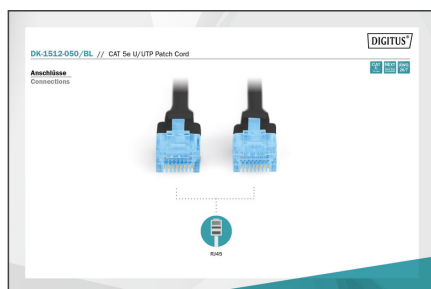 DIGITUS®
DK-1512-050/BL // CAT 5e U/UTP Patch Cord
Anschlüsse
Connections
RJ45